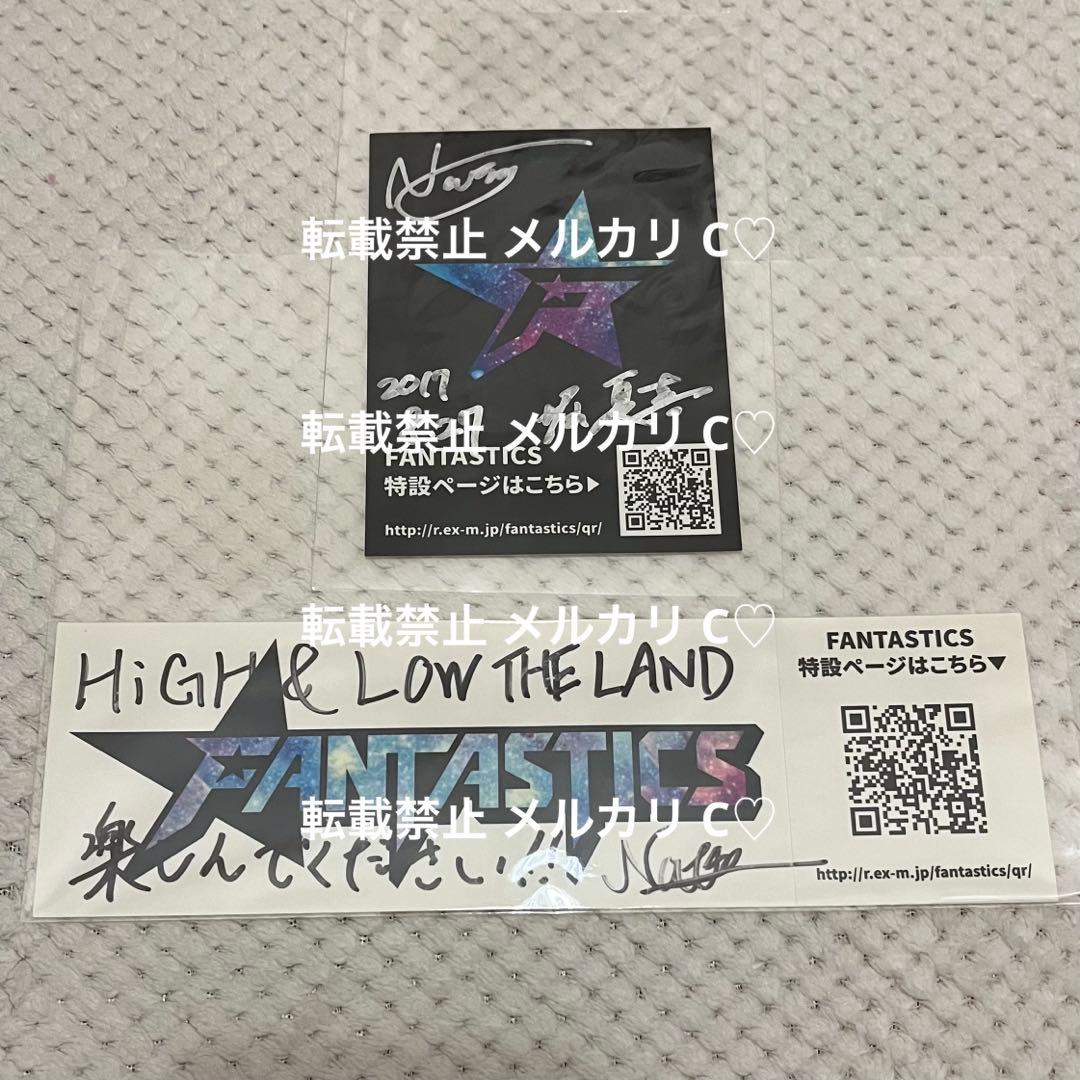 転載禁止 メルカリ C♡
2017
転載禁止 メルカリ C♡
FANTASTICS
特設ページはこちら▶
http://r.ex-m.jp/fantastics/qr/
転載禁止 メルカリ C♡
HiGH & LOW THE LAND
FANTASTICS
転載禁止 メルカリ C♡
楽しんでください!!
FANTASTICS
特設ページはこちら▼
http://r.ex-m.jp/fantastics/qr/